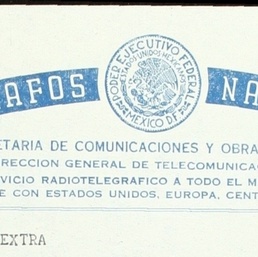 AFOS NA
PODER EJECUTIVO FEDERAL
ESTADOS UNIDOS MEXICANOS
MEXICO D.F.
ETARIA DE COMUNICACIONES Y OBRA
DIRECCION GENERAL DE TELECOMUNICA
VICIO RADIOTELEGRAFICO A TODO EL M
E CON ESTADOS UNIDOS, EUROPA, CENT
EXTRA